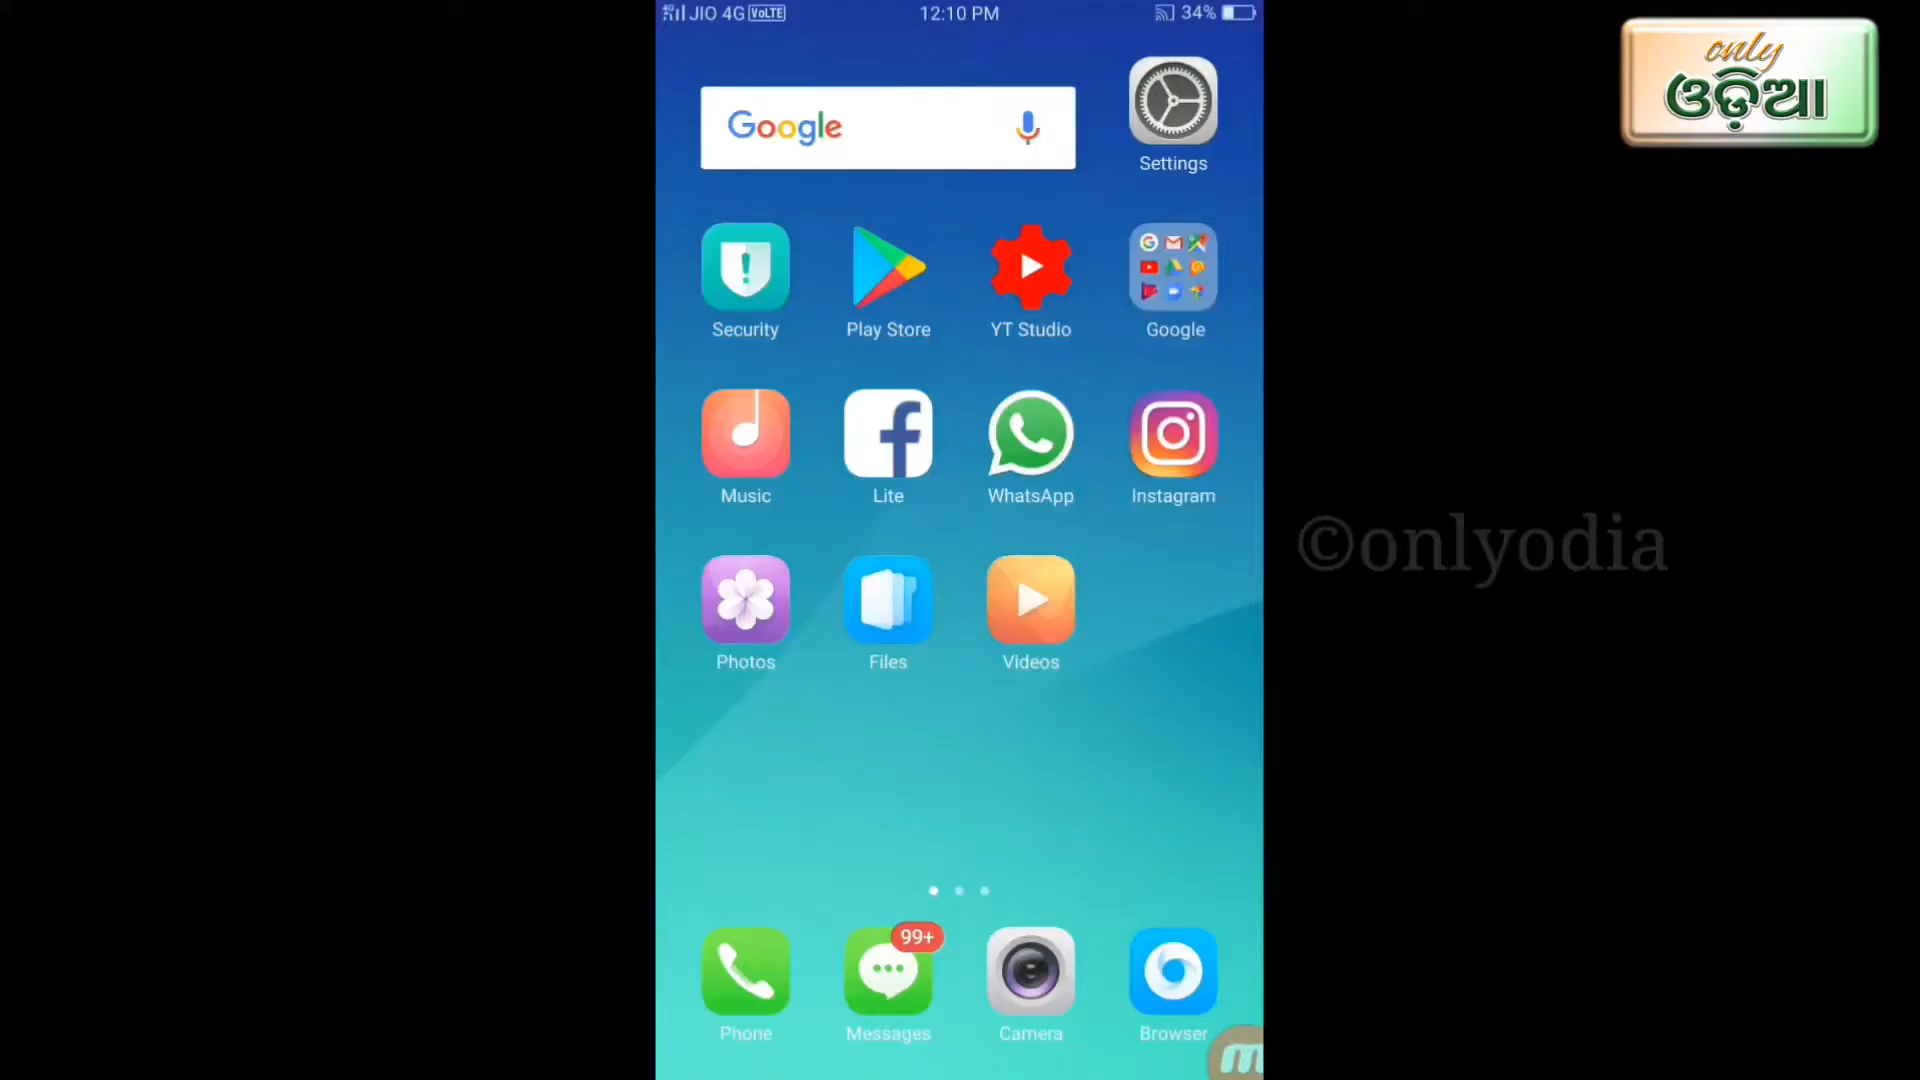 JIO 4G VoLTE 12:10 PM 34%
only
ଓଡ଼ିଆ
Google
Settings
Security Play Store YT Studio Google
Music Lite WhatsApp Instagram
©onlyodia
Photos Files Videos
99+
Phone Messages Camera Browser